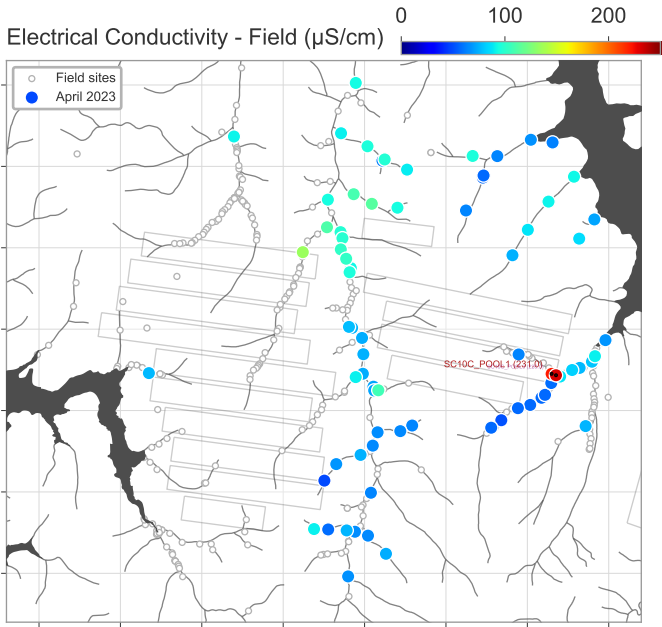 0 100 200
Electrical Conductivity - Field (µS/cm)
Field sites
April 2023
SC10C_POOL1 (231.0)